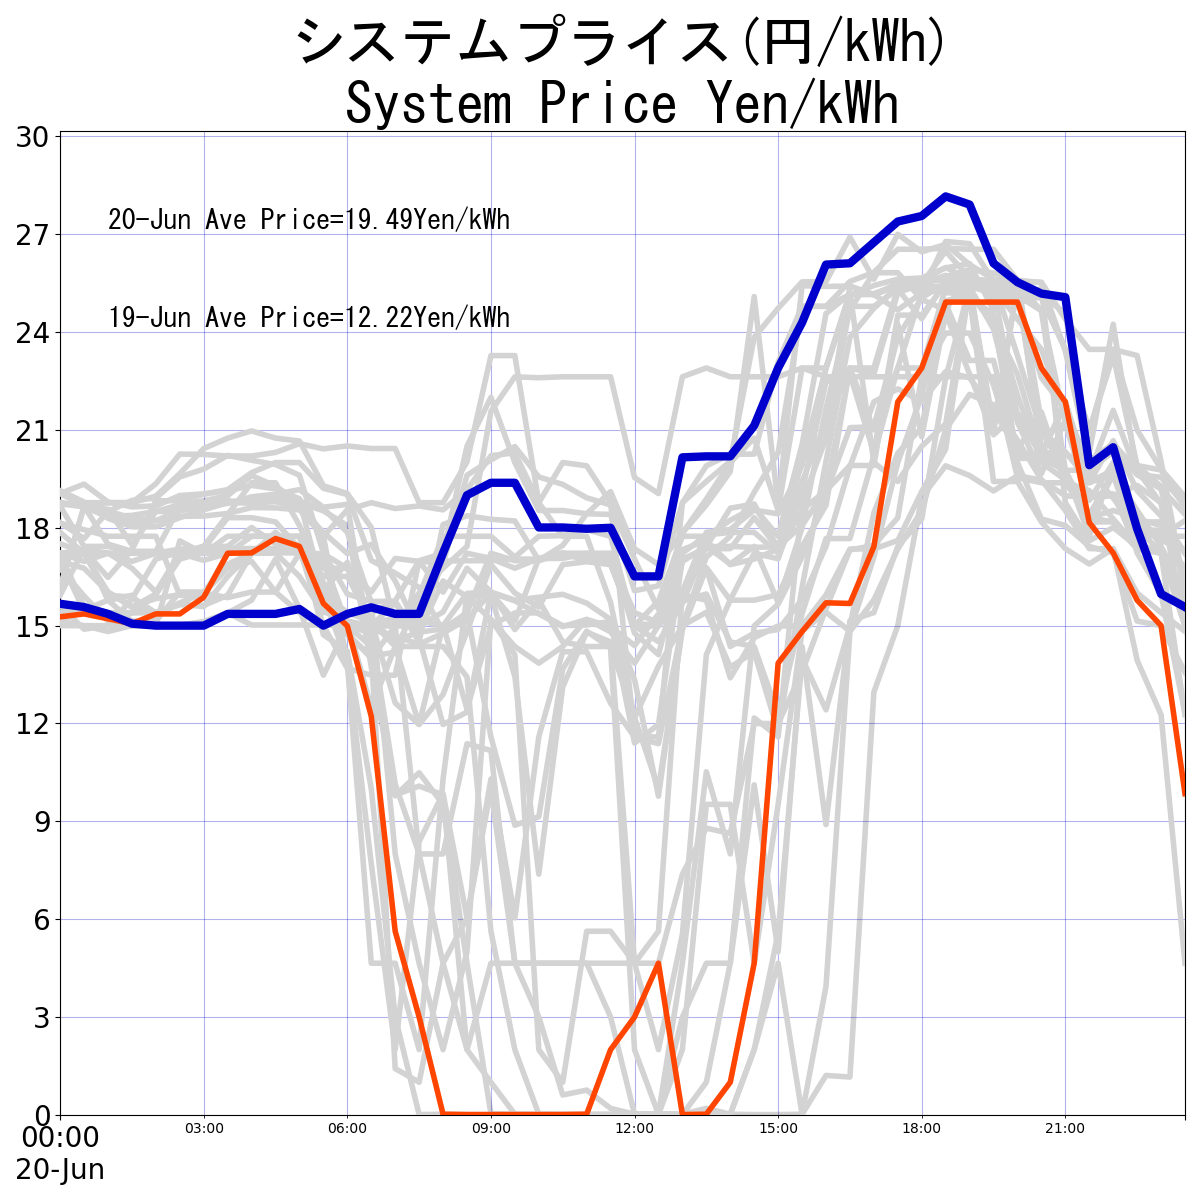 システムプライス(円/kWh)
System Price Yen/kWh
30
27
20-Jun Ave Price=19.49Yen/kWh
24
19-Jun Ave Price=12.22Yen/kWh
21
18
15
12
9
6
3
0
00:00 03:00 06:00 09:00 12:00 15:00 18:00 21:00
20-Jun